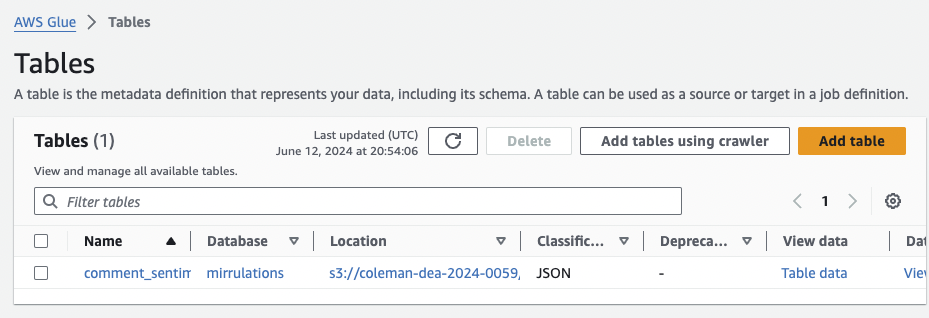 AWS Glue > Tables
Tables
A table is the metadata definition that represents your data, including its schema. A table can be used as a source or target in a job definition.
Tables (1)
Last updated (UTC)
June 12, 2024 at 20:54:06
Delete
Add tables using crawler
Add table
View and manage all available tables.
Filter tables
1
Name Database Location Classific... Depreca... View data Dat
comment_sentim mirrulations s3://coleman-dea-2024-0059/ JSON - Table data View